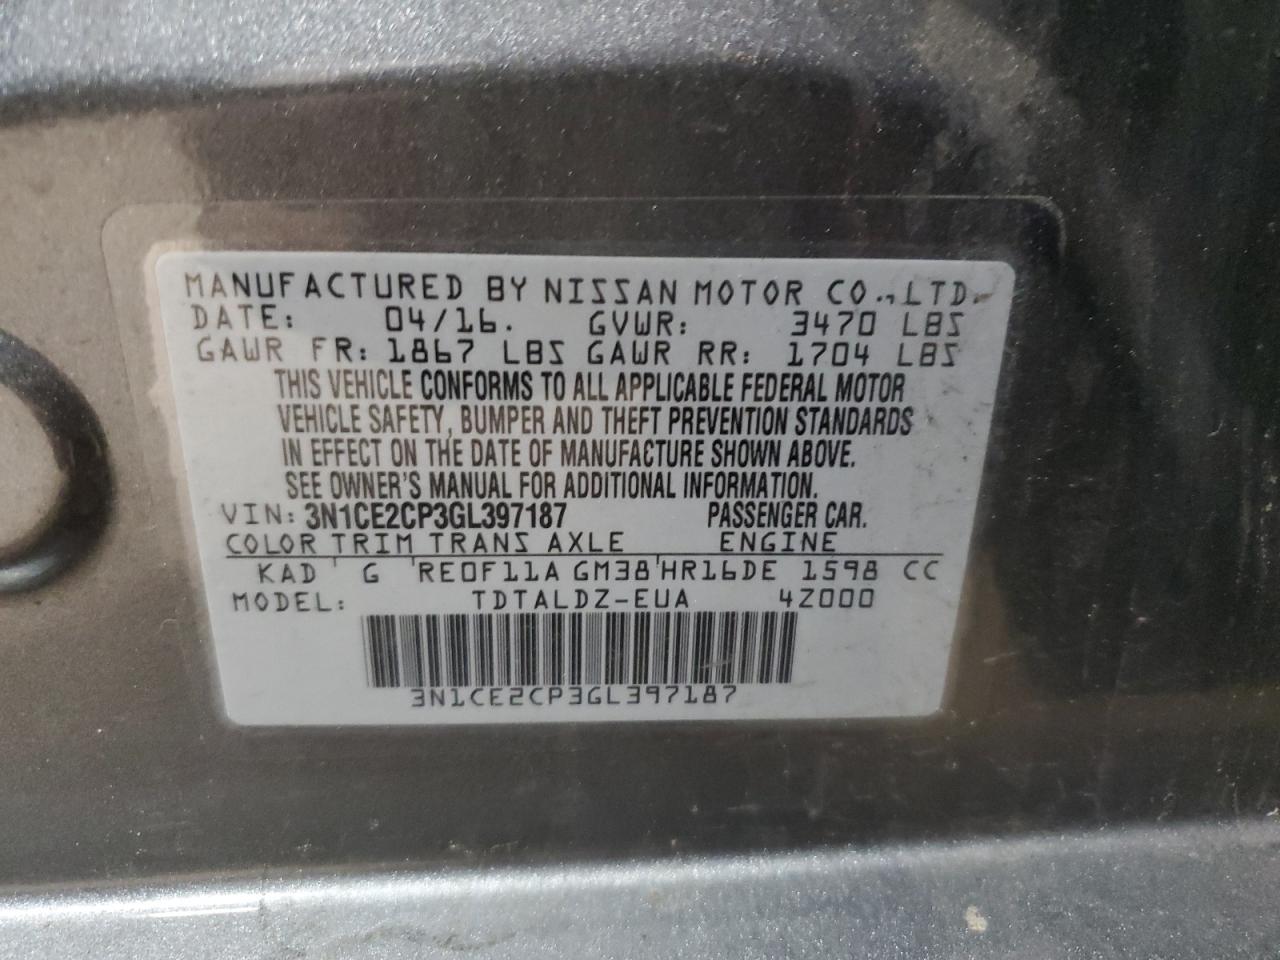 MANUFACTURED BY NISSAN MOTOR CO., LTD.
DATE: 04/16. GVWR: 3470 LBS
GAWR FR: 1867 LBS GAWR RR: 1704 LBS
THIS VEHICLE CONFORMS TO ALL APPLICABLE FEDERAL MOTOR
VEHICLE SAFETY, BUMPER AND THEFT PREVENTION STANDARDS
IN EFFECT ON THE DATE OF MANUFACTURE SHOWN ABOVE.
SEE OWNER'S MANUAL FOR ADDITIONAL INFORMATION.
VIN: 3N1CE2CP3GL397187 PASSENGER CAR.
COLOR TRIM TRANS AXLE ENGINE
KAD G RE0F11A GM38 HR16DE 1598 CC
MODEL: TDTALDZ-EUA 4Z000
3N1CE2CP3GL397187